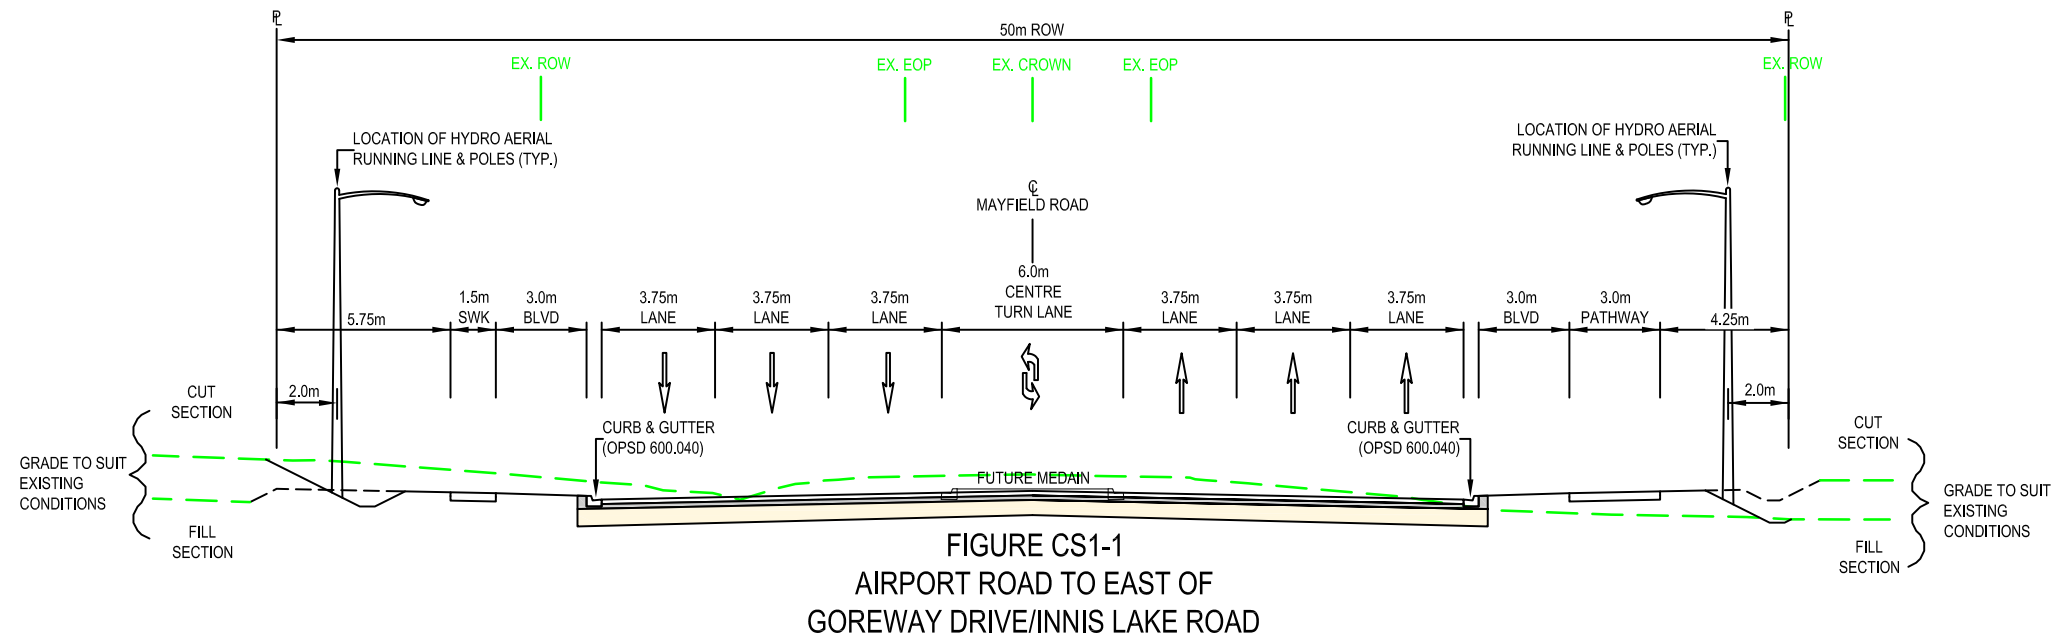 PL
PL
50m ROW
EX. ROW
EX. EOP
EX. CROWN
EX. EOP
EX. ROW
LOCATION OF HYDRO AERIAL
RUNNING LINE & POLES (TYP.)
LOCATION OF HYDRO AERIAL
RUNNING LINE & POLES (TYP.)
CL
MAYFIELD ROAD
5.75m
1.5m
SWK
3.0m
BLVD
3.75m
LANE
3.75m
LANE
3.75m
LANE
6.0m
CENTRE
TURN LANE
3.75m
LANE
3.75m
LANE
3.75m
LANE
3.0m
BLVD
3.0m
PATHWAY
4.25m
2.0m
2.0m
CUT
SECTION
GRADE TO SUIT
EXISTING
CONDITIONS
FILL
SECTION
CURB & GUTTER
(OPSD 600.040)
FUTURE MEDAIN
CURB & GUTTER
(OPSD 600.040)
CUT
SECTION
GRADE TO SUIT
EXISTING
CONDITIONS
FILL
SECTION
FIGURE CS1-1
AIRPORT ROAD TO EAST OF
GOREWAY DRIVE/INNIS LAKE ROAD